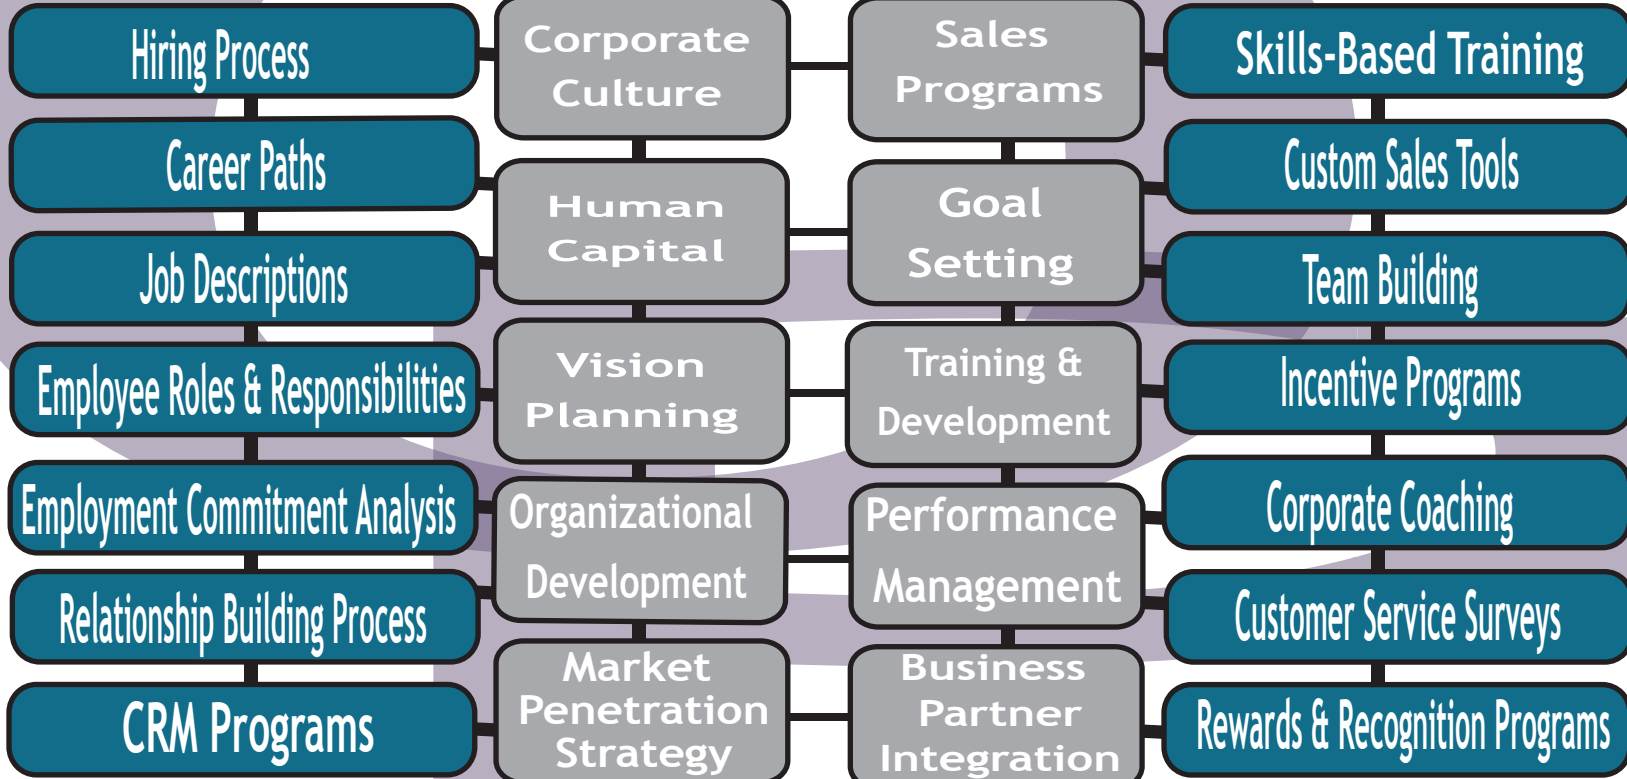 Hiring Process
Career Paths
Job Descriptions
Employee Roles & Responsibilities
Employment Commitment Analysis
Relationship Building Process
CRM Programs
Corporate
Culture
Human
Capital
Vision
Planning
Organizational
Development
Market
Penetration
Strategy
Sales
Programs
Goal
Setting
Training &
Development
Performance
Management
Business
Partner
Integration
Skills-Based Training
Custom Sales Tools
Team Building
Incentive Programs
Corporate Coaching
Customer Service Surveys
Rewards & Recognition Programs